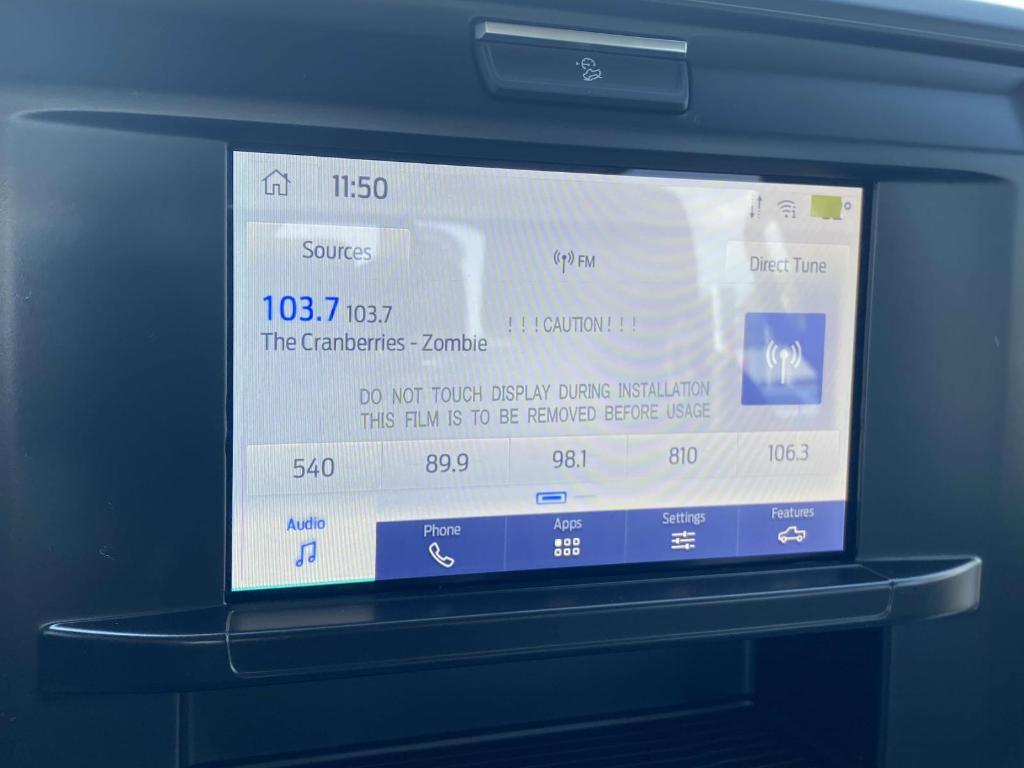 11:50
Sources
FM
Direct Tune
103.7 103.7
! ! ! CAUTION ! ! !
The Cranberries - Zombie
DO NOT TOUCH DISPLAY DURING INSTALLATION
THIS FILM IS TO BE REMOVED BEFORE USAGE
540 89.9 98.1 810 106.3
Audio Phone Apps Settings Features